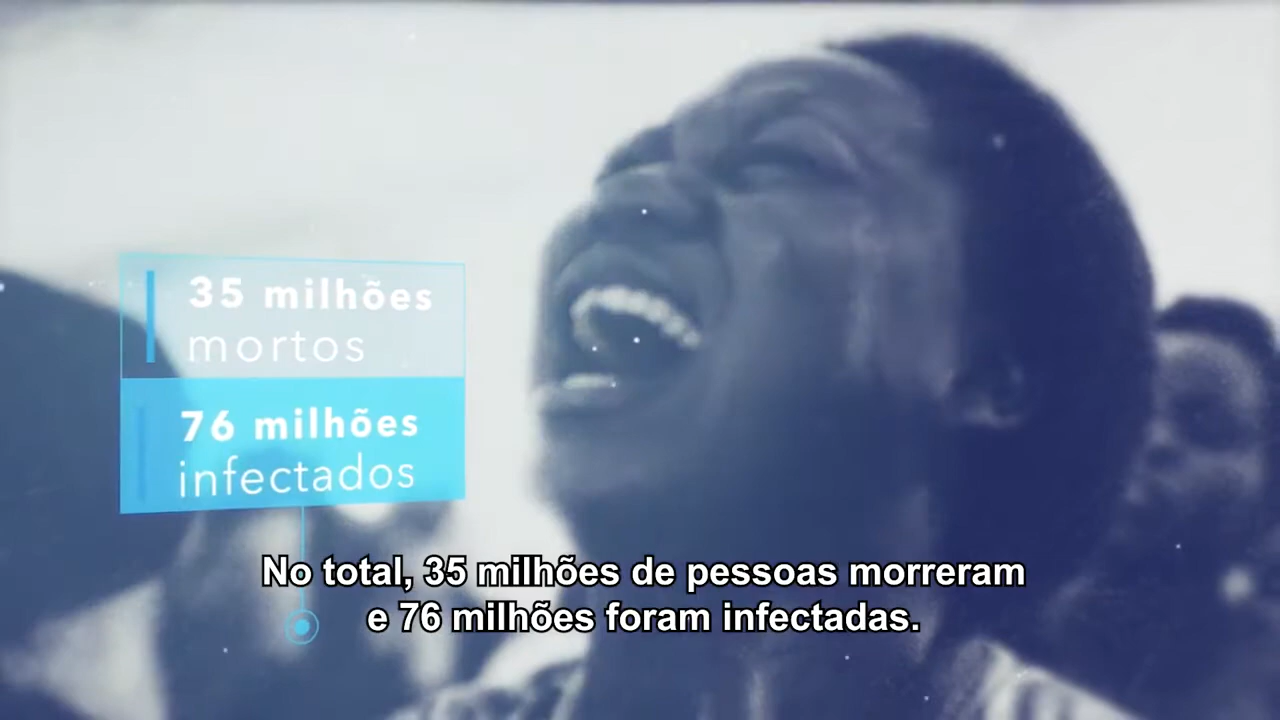 35 milhões
mortos
76 milhões
infectados
No total, 35 milhões de pessoas morreram
e 76 milhões foram infectadas.